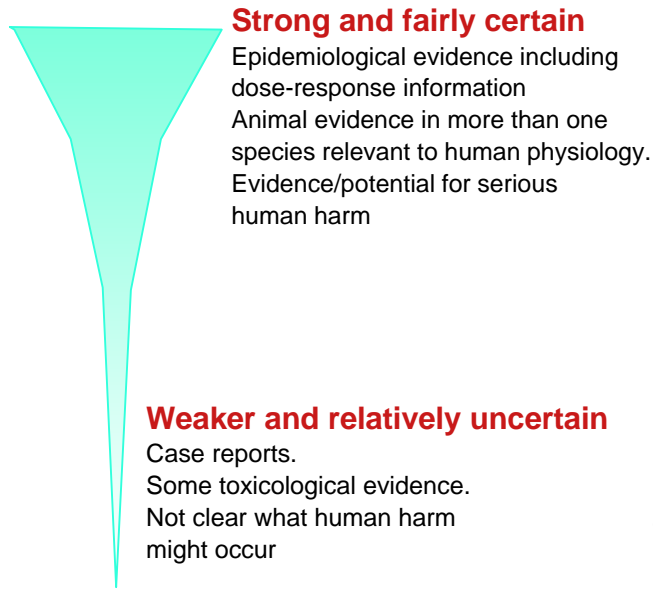 Strong and fairly certain
Epidemiological evidence including
dose-response information
Animal evidence in more than one
species relevant to human physiology.
Evidence/potential for serious
human harm
Weaker and relatively uncertain
Case reports.
Some toxicological evidence.
Not clear what human harm
might occur